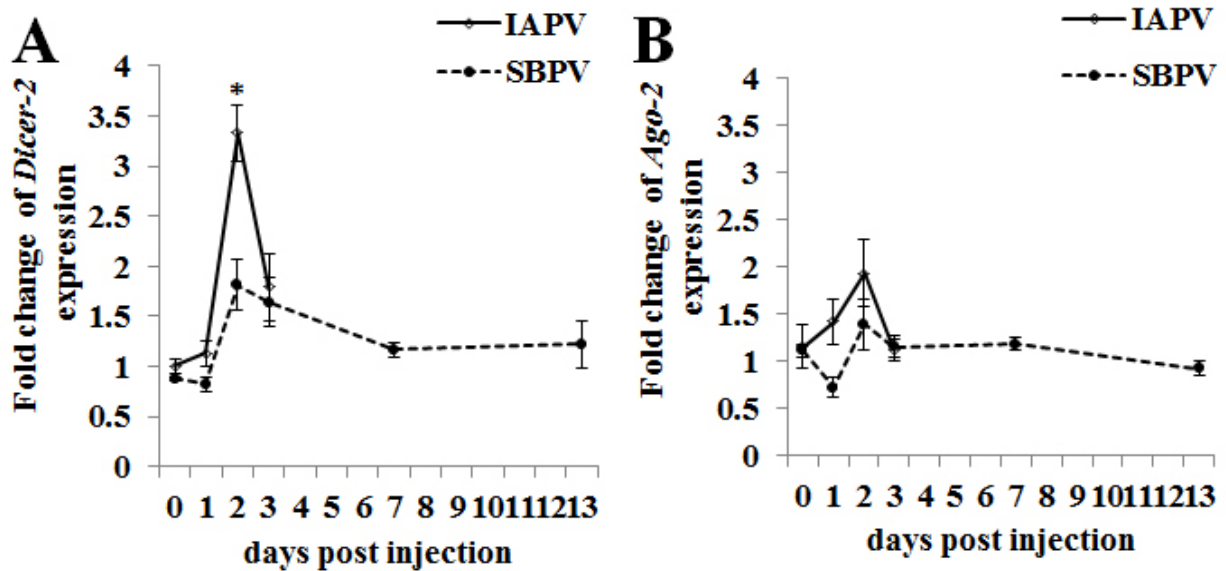 A
IAPV
SBPV
Fold change of Dicer-2
expression
4
3.5
3
2.5
2
1.5
1
0.5
0
*
0 1 2 3 4 5 6 7 8 9 10 11 12 13
days post injection
B
IAPV
SBPV
Fold change of Ago-2
expression
4
3.5
3
2.5
2
1.5
1
0.5
0
0 1 2 3 4 5 6 7 8 9 10 11 12 13
days post injection